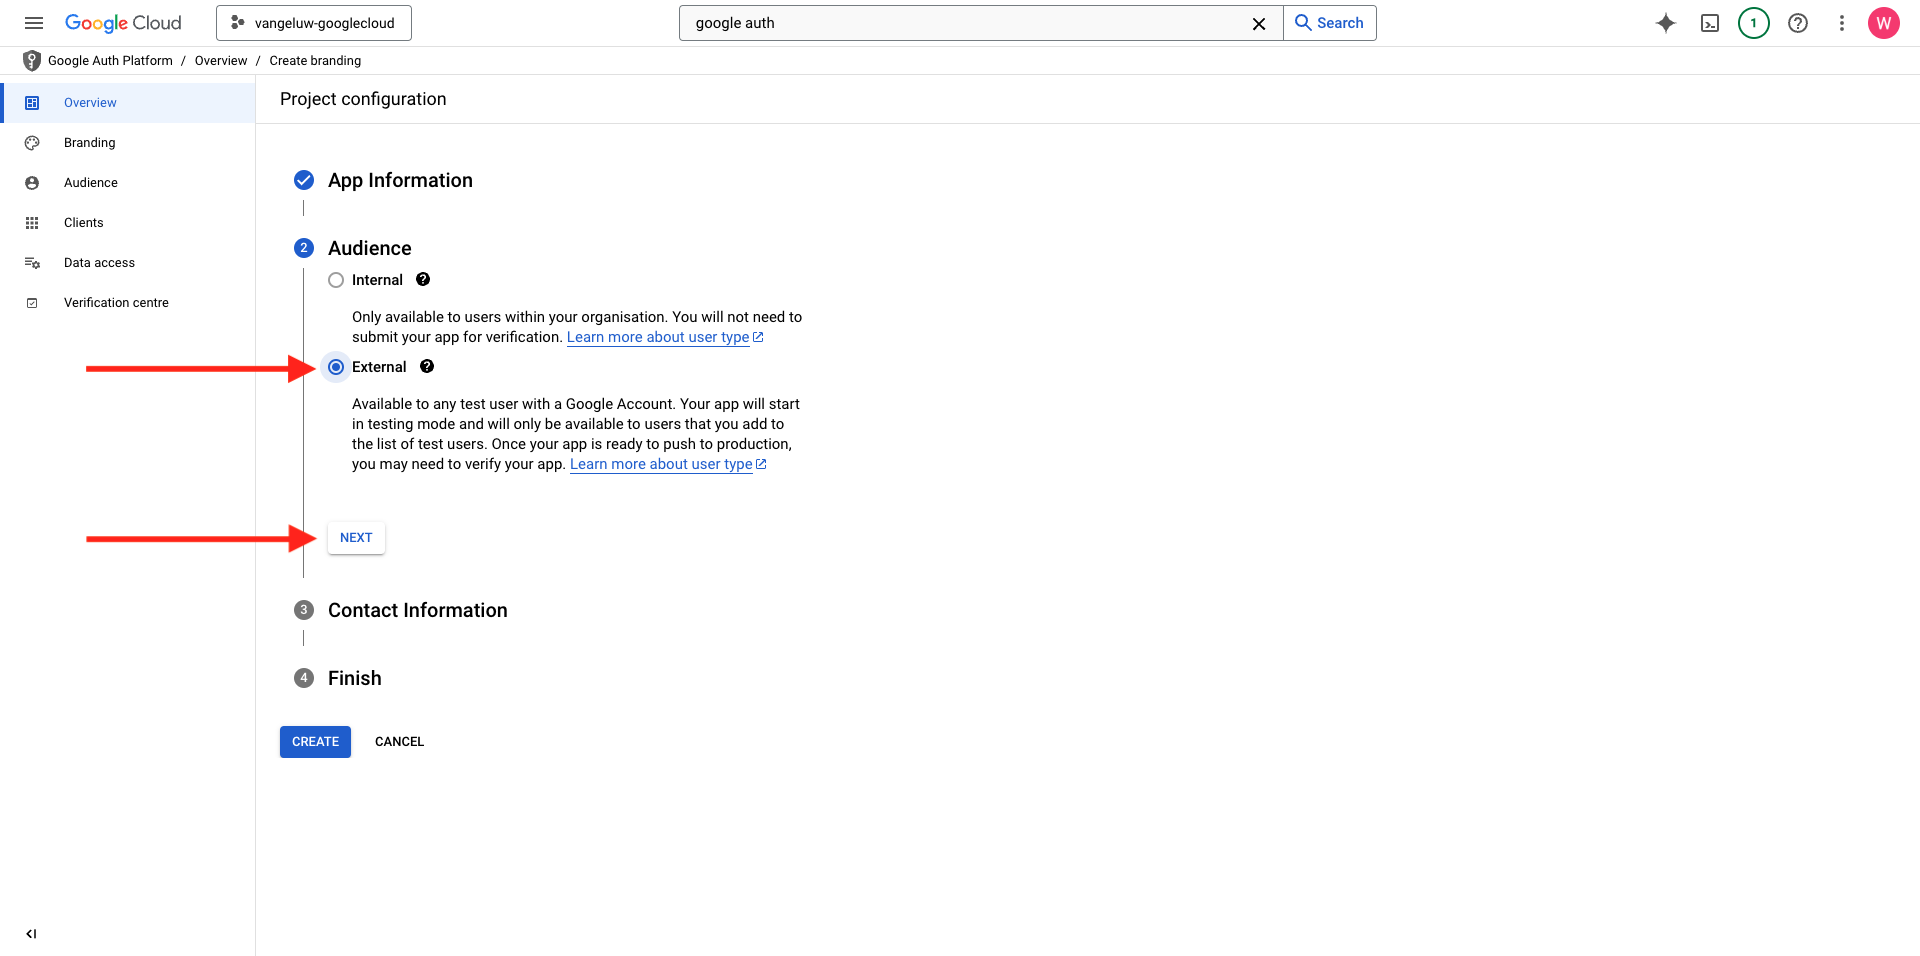 Google Cloud
vangeluw-googlecloud
google auth
Search
1
W
Google Auth Platform / Overview / Create branding
Overview
Branding
Audience
Clients
Data access
Verification centre
Project configuration
App Information
2 Audience
Internal
Only available to users within your organisation. You will not need to
submit your app for verification. Learn more about user type
External
Available to any test user with a Google Account. Your app will start
in testing mode and will only be available to users that you add to
the list of test users. Once your app is ready to push to production,
you may need to verify your app. Learn more about user type
NEXT
3 Contact Information
4 Finish
CREATE CANCEL